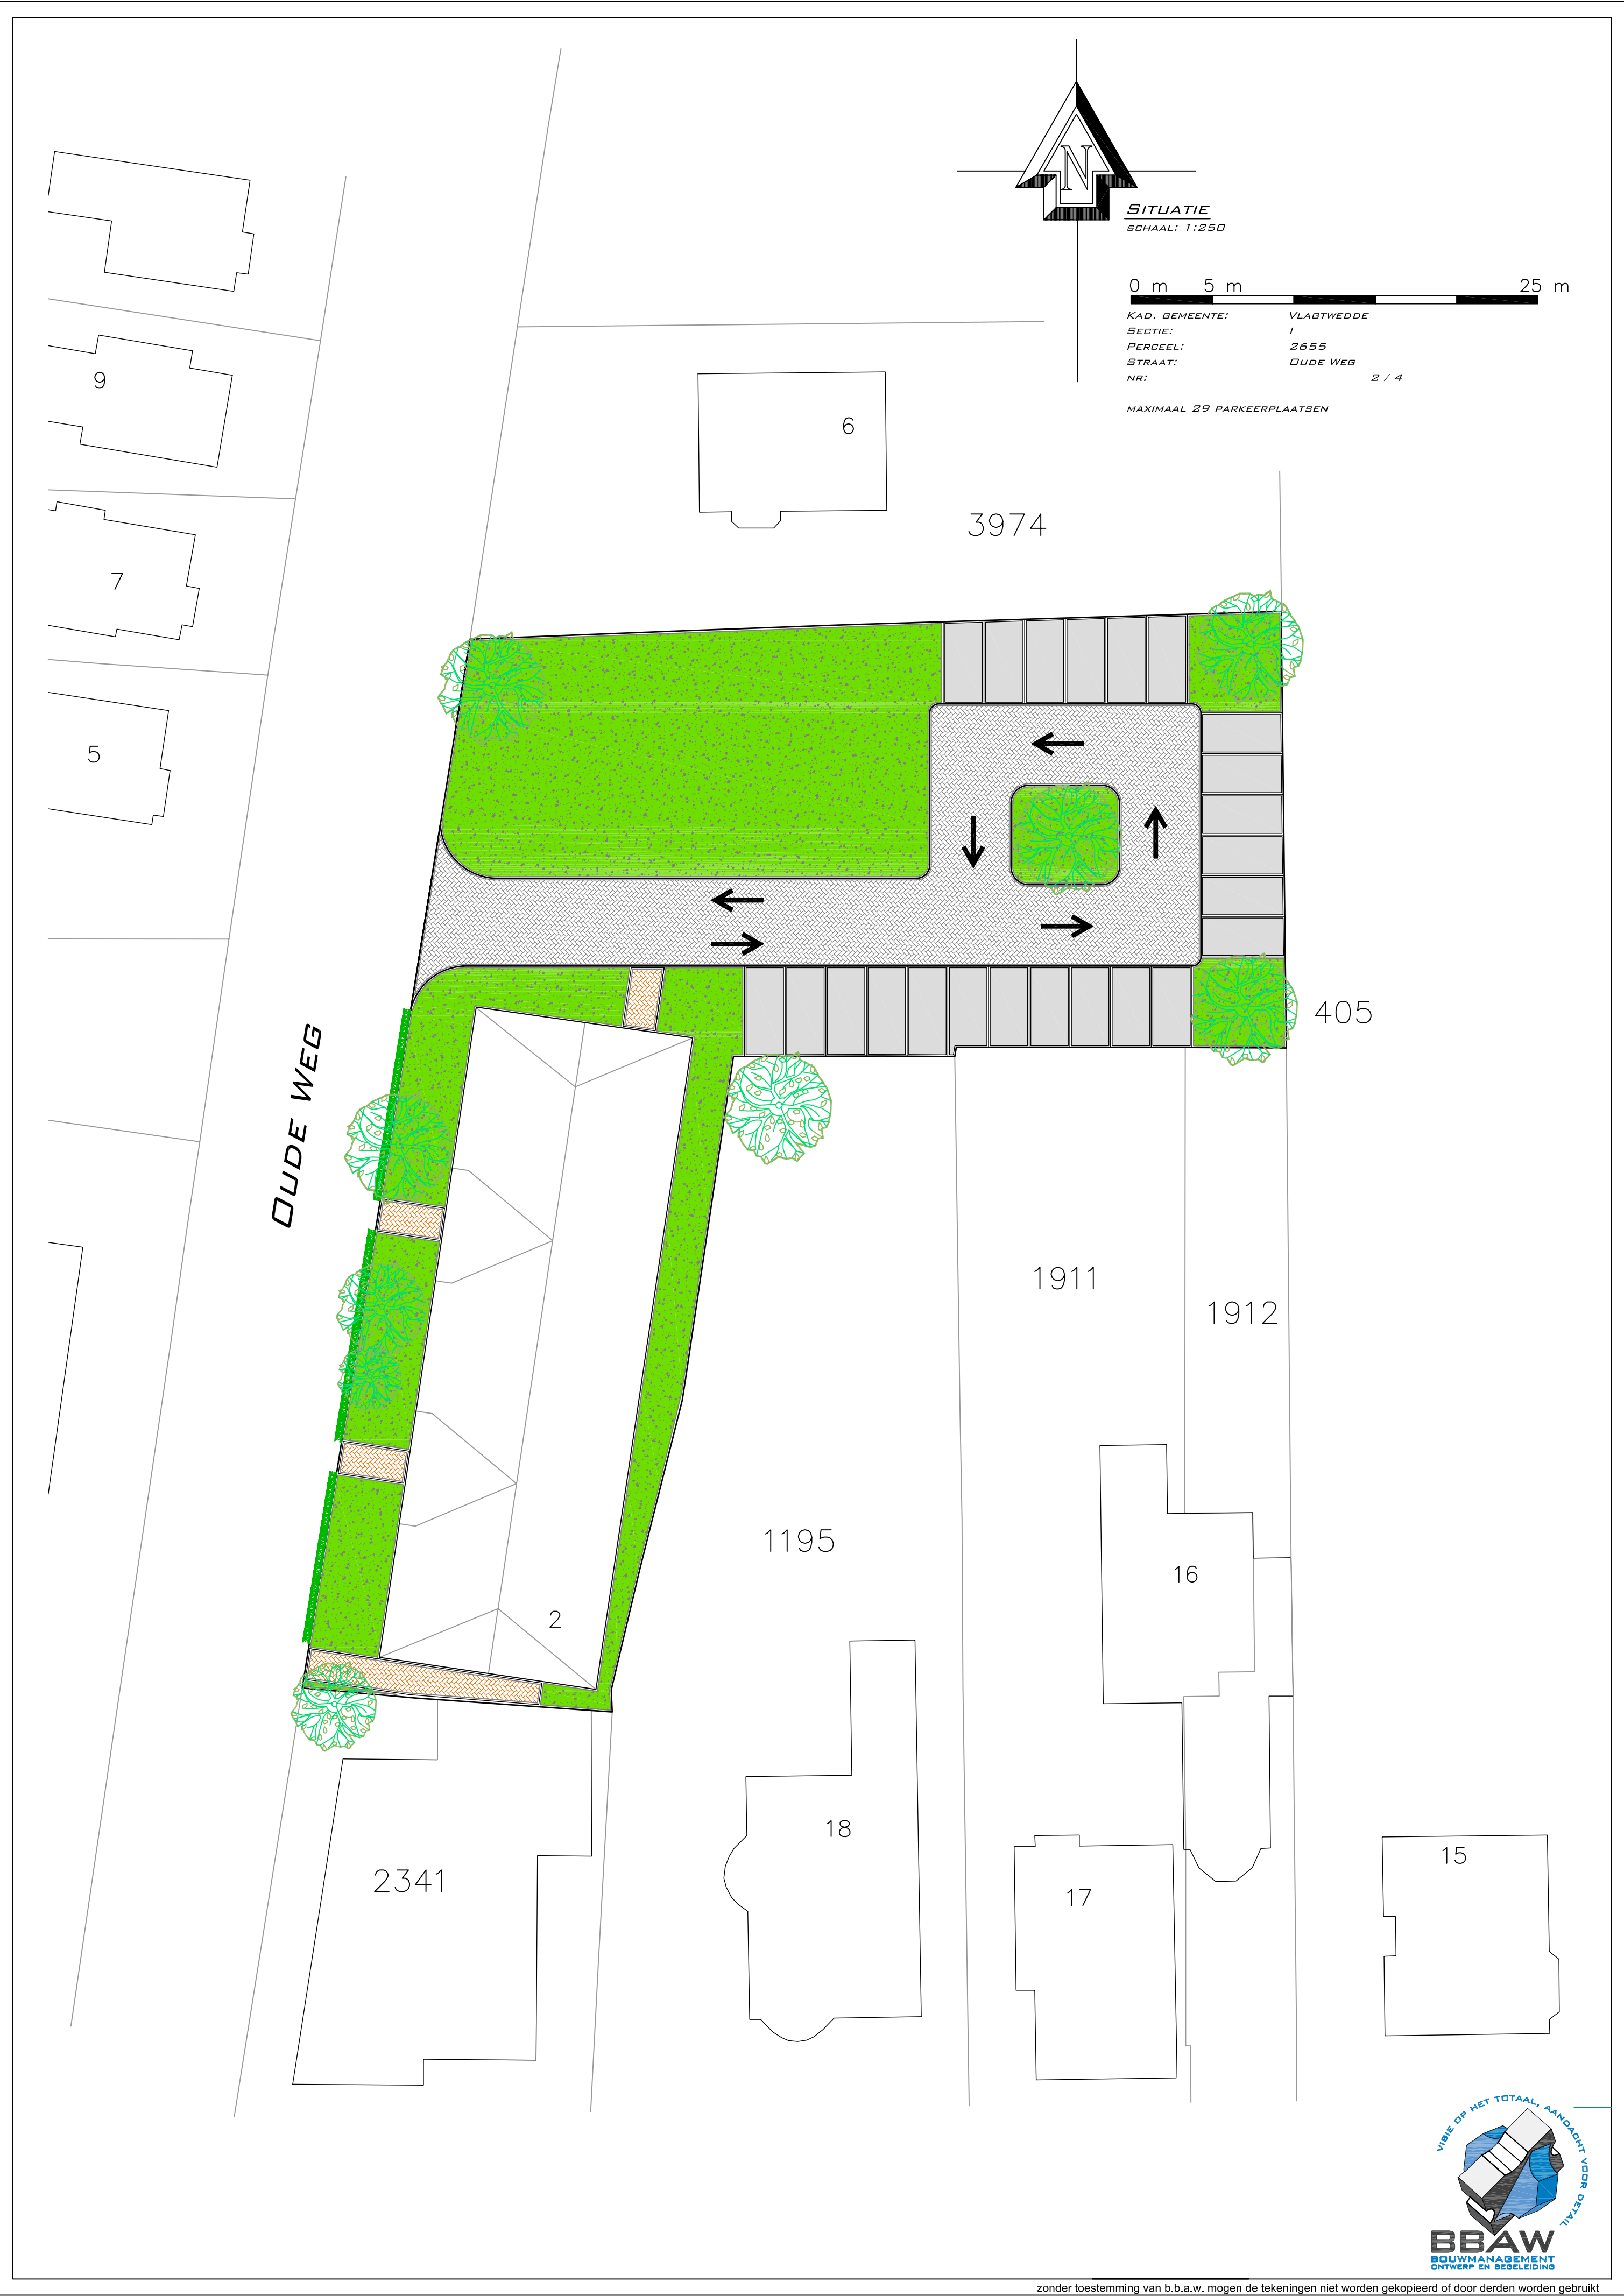 N
SITUATIE
SCHAAL: 1:250
0 m 5 m 25 m
KAD. GEMEENTE: VLAGTWEDDE
SECTIE: I
PERCEEL: 2655
STRAAT: OUDE WEG
NR: 2 / 4
MAXIMAAL 29 PARKEERPLAATSEN
9
6
3974
7
5
405
OUDE WEG
1911
1912
1195
16
2
18
15
2341
17
VISIE OP HET TOTAAL, AANDACHT VOOR DETAIL
BBAW
BOUWMANAGEMENT
ONTWERP EN BEGELEIDING
zonder toestemming van b.b.a.w. mogen de tekeningen niet worden gekopieerd of door derden worden gebruikt